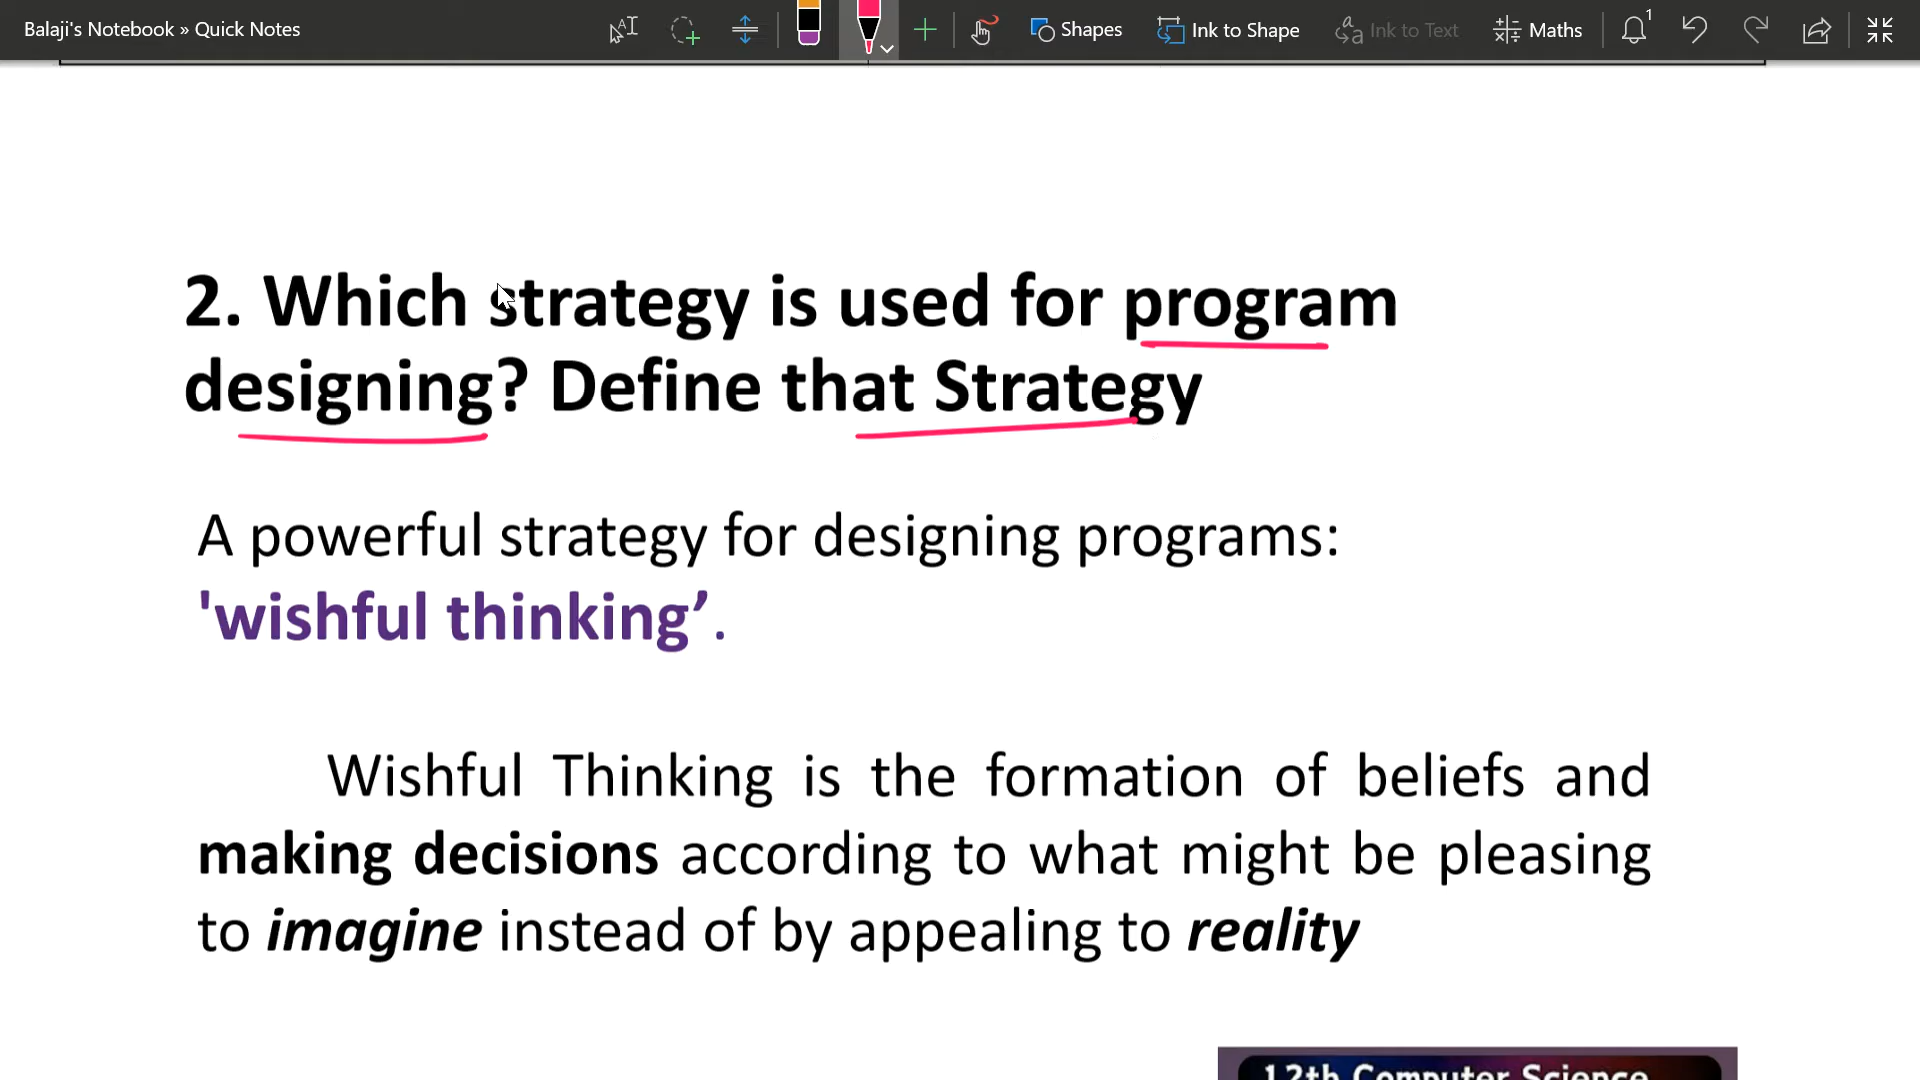 Balaji's Notebook » Quick Notes
Shapes Ink to Shape Ink to Text Maths 1
2. Which strategy is used for program
designing? Define that Strategy
A powerful strategy for designing programs:
'wishful thinking’.
Wishful Thinking is the formation of beliefs and
making decisions according to what might be pleasing
to imagine instead of by appealing to reality
12th Computer Science